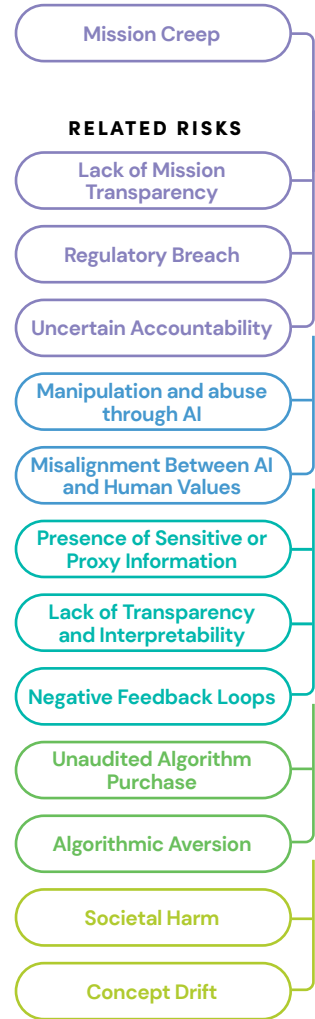 Mission Creep
RELATED RISKS
Lack of Mission
Transparency
Regulatory Breach
Uncertain Accountability
Manipulation and abuse
through AI
Misalignment Between AI
and Human Values
Presence of Sensitive or
Proxy Information
Lack of Transparency
and Interpretability
Negative Feedback Loops
Unaudited Algorithm
Purchase
Algorithmic Aversion
Societal Harm
Concept Drift